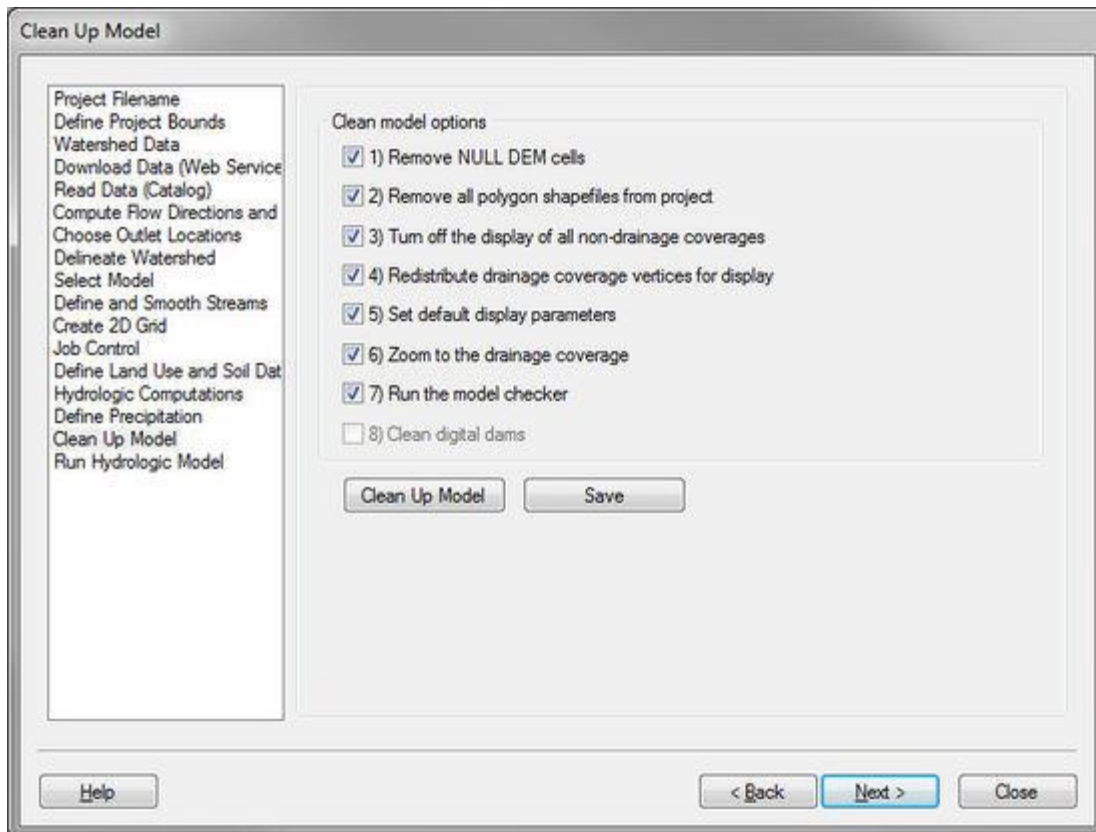 Clean Up Model
Project Filename
Define Project Bounds
Watershed Data
Download Data (Web Service
Read Data (Catalog)
Compute Flow Directions and
Choose Outlet Locations
Delineate Watershed
Select Model
Define and Smooth Streams
Create 2D Grid
Job Control
Define Land Use and Soil Dat
Hydrologic Computations
Define Precipitation
Clean Up Model
Run Hydrologic Model
Clean model options
1) Remove NULL DEM cells
2) Remove all polygon shapefiles from project
3) Turn off the display of all non-drainage coverages
4) Redistribute drainage coverage vertices for display
5) Set default display parameters
6) Zoom to the drainage coverage
7) Run the model checker
8) Clean digital dams
Clean Up Model Save
Help < Back Next > Close